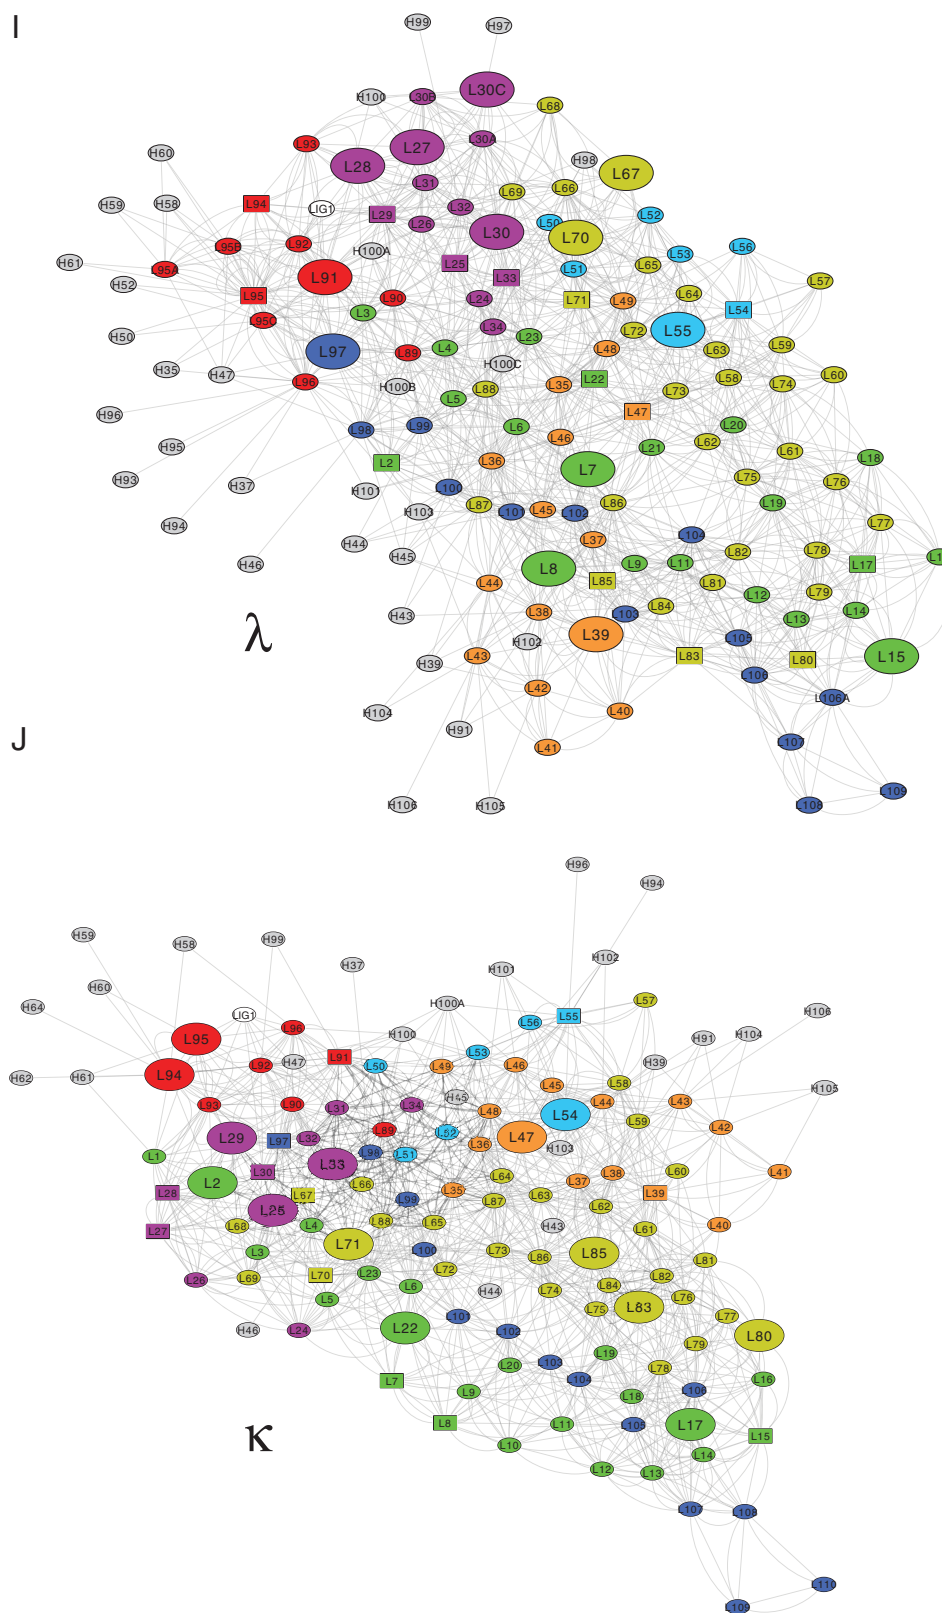 I
H99
H97
L30C
H100
L30B
L68
L93
L27
L30A
H60
L28
H98
L67
L31
L69
L66
H59
H58
L94
LIG1
L29
L32
L26
L30
L50
L70
L52
L95B
L92
H100A
L53
L56
H61
L95A
L91
L25
L33
L51
L65
H52
L95
L90
L24
L71
L49
L64
L57
L95C
L3
L34
L23
L72
L55
L54
H50
L97
L89
L4
L48
L63
L59
H35
H47
L96
H100B
H100C
L88
L35
L22
L73
L58
L74
L60
H96
L5
L47
L98
L99
L6
L46
L21
L62
L20
H95
L2
L36
L7
L61
L18
H93
H37
H101
L100
L75
L76
H94
H103
L87
L101
L45
L102
L86
L19
L77
H44
H45
L37
L104
L82
L78
H46
L8
L9
L11
L17
L44
L85
L81
L12
L79
H43
L38
L103
L84
L13
L14
λ
H102
L39
L105
H39
L43
L83
L80
L15
L42
L106
L106A
H104
H91
L40
L41
L107
H106
H105
L108
L109
J
H96
H94
H59
H58
H99
H37
H101
H102
H60
H64
LIG1
H100A
L57
L95
L96
H100
L56
L55
H106
H62
H61
L94
L92
H47
L91
L50
L49
L53
L46
H39
H91
H104
L93
L90
L31
L34
H45
L48
L45
L54
L58
L44
L43
H105
L29
L97
L32
L89
L52
L36
L47
H103
L59
L42
L1
L30
L33
L98
L51
L28
L2
L67
L66
L99
L35
L64
L87
L63
L37
L38
L39
L60
L41
L27
L68
L25
L4
L88
L65
H43
L62
L61
L40
L3
L71
L100
L73
L86
L85
L81
L26
L69
L70
L23
L72
L6
H44
L74
L84
L82
L5
L75
L83
L76
L77
H46
L24
L22
L101
L102
L79
L80
L20
L103
L19
L78
L7
L9
L104
L106
L16
κ
L8
L11
L18
L105
L17
L15
L10
L12
L13
L14
L107
L108
L109
L110